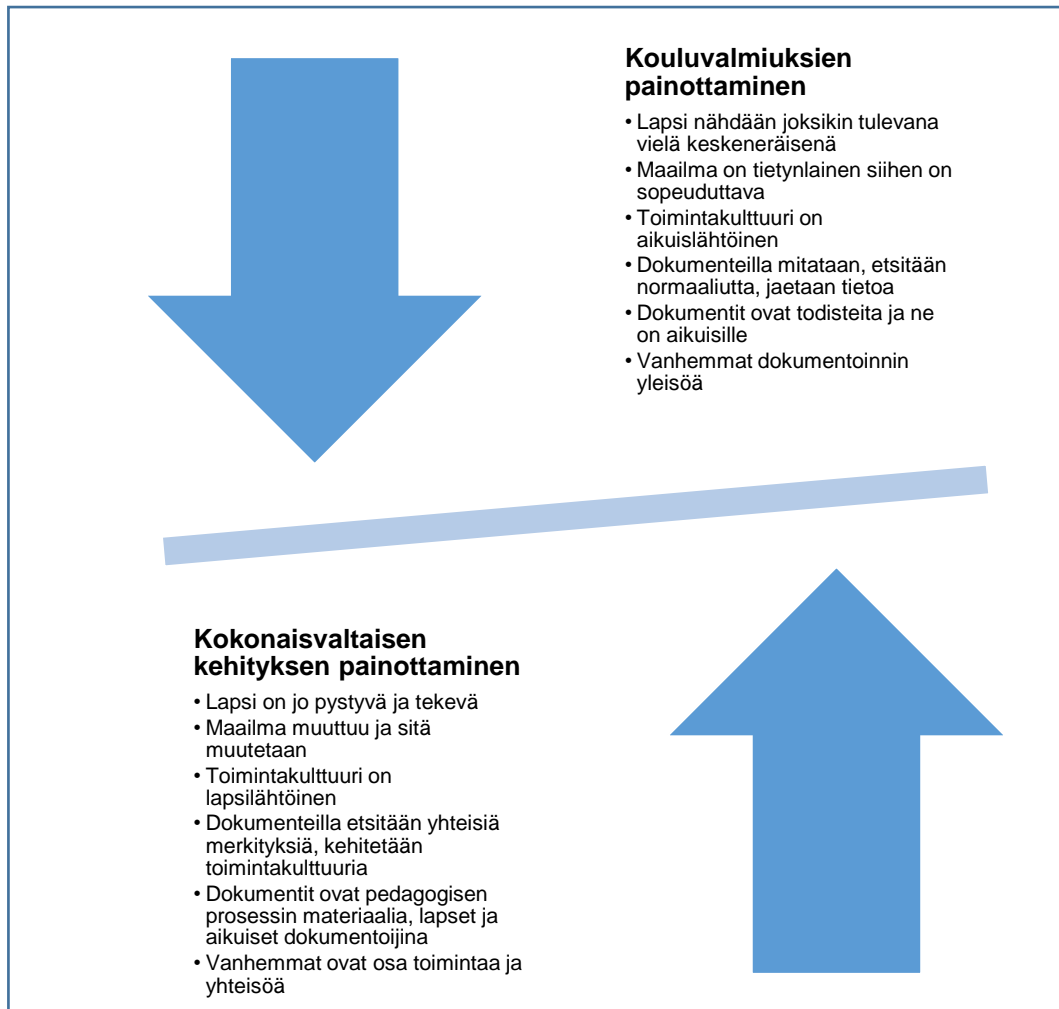 Kouluvalmiuksien
painottaminen
• Lapsi nähdään joksikin tulevana
vielä keskeneräisenä
• Maailma on tietynlainen siihen on
sopeuduttava
• Toimintakulttuuri on
aikuislähtöinen
• Dokumenteilla mitataan, etsitään
normaaliutta, jaetaan tietoa
• Dokumentit ovat todisteita ja ne
on aikuisille
• Vanhemmat dokumentoinnin
yleisöä
Kokonaisvaltaisen
kehityksen painottaminen
• Lapsi on jo pystyvä ja tekevä
• Maailma muuttuu ja sitä
muutetaan
• Toimintakulttuuri on
lapsilähtöinen
• Dokumenteilla etsitään yhteisiä
merkityksiä, kehitetään
toimintakulttuuria
• Dokumentit ovat pedagogisen
prosessin materiaalia, lapset ja
aikuiset dokumentoijina
• Vanhemmat ovat osa toimintaa ja
yhteisöä